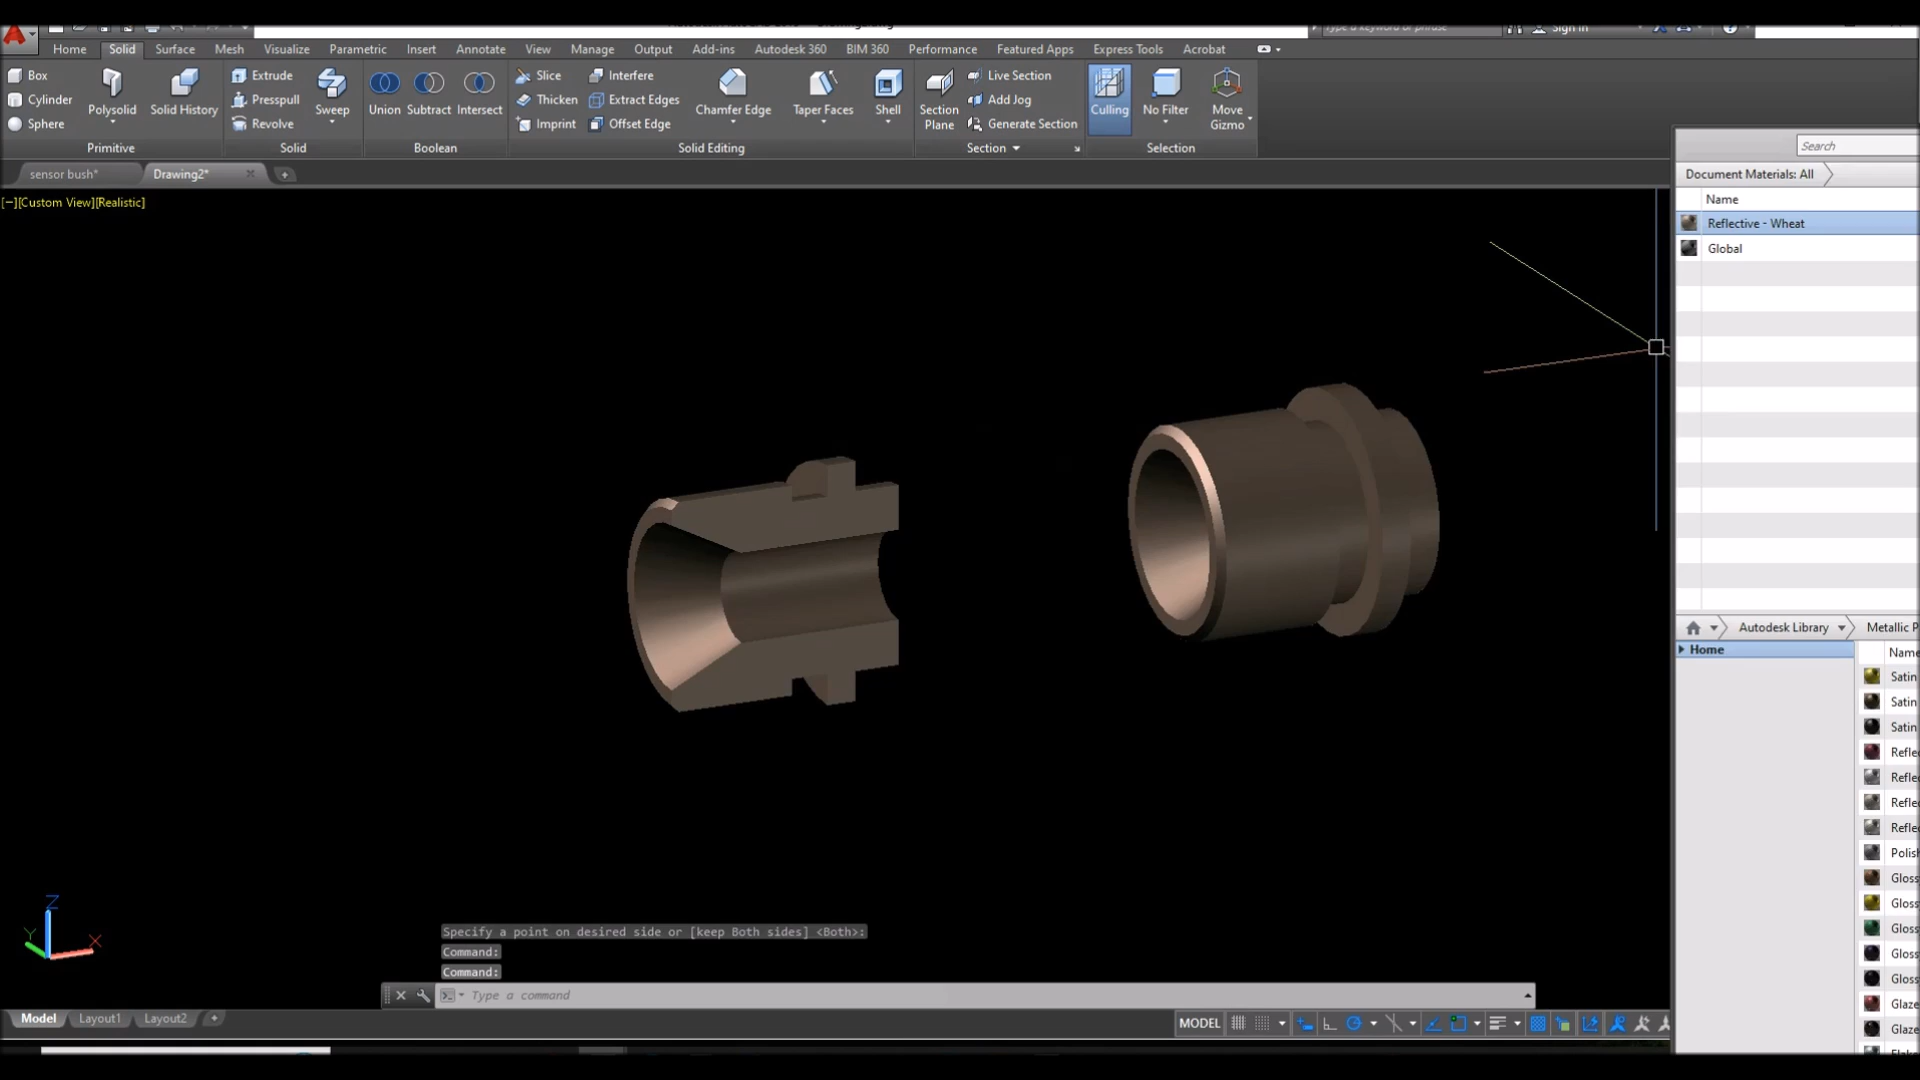 Sign In
Home Solid Surface Mesh Visualize Parametric Insert Annotate View Manage Output Add-ins Autodesk 360 BIM 360 Performance Featured Apps Express Tools Acrobat
Box
Cylinder
Sphere
Polysolid
Solid History
Extrude
Presspull
Revolve
Sweep
Union Subtract Intersect
Slice
Thicken
Imprint
Interfere
Extract Edges
Offset Edge
Chamfer Edge
Taper Faces
Shell
Section
Plane
Live Section
Add Jog
Generate Section
Culling
No Filter
Move
Gizmo
Primitive Solid Boolean Solid Editing Section Selection
sensor bush* Drawing2*
[−][Custom View][Realistic]
Search
Document Materials: All
Name
Reflective - Wheat
Global
Autodesk Library Metallic P
Home
Name
Satin
Satin
Satin
Refle
Refle
Refle
Refle
Polish
Gloss
Gloss
Gloss
Gloss
Gloss
Glaze
Glaze
Z
Y
X
Specify a point on desired side or [keep Both sides] <Both>:
Command:
Command:
Type a command
Model Layout1 Layout2
MODEL